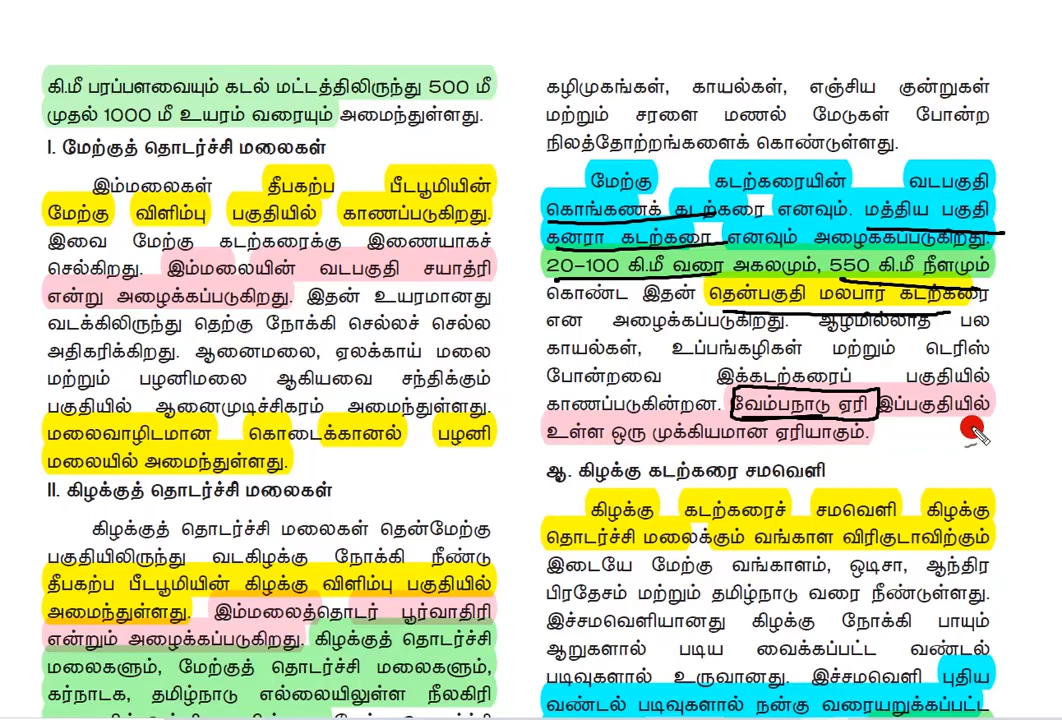 கி.மீ பரப்பளவையும் கடல் மட்டத்திலிருந்து 500 மீ
முதல் 1000 மீ உயரம் வரையும் அமைந்துள்ளது.
I. மேற்குத் தொடர்ச்சி மலைகள்
இம்மலைகள் தீபகற்ப பீடபூமியின்
மேற்கு விளிம்பு பகுதியில் காணப்படுகிறது.
இவை மேற்கு கடற்கரைக்கு இணையாகச்
செல்கிறது. இம்மலையின் வடபகுதி சயாத்ரி
என்று அழைக்கப்படுகிறது. இதன் உயரமானது
வடக்கிலிருந்து தெற்கு நோக்கி செல்லச் செல்ல
அதிகரிக்கிறது. ஆனைமலை, ஏலக்காய் மலை
மற்றும் பழனிமலை ஆகியவை சந்திக்கும்
பகுதியில் ஆனைமுடிச்சிகரம் அமைந்துள்ளது.
மலைவாழிடமான கொடைக்கானல் பழனி
மலையில் அமைந்துள்ளது.
II. கிழக்குத் தொடர்ச்சி மலைகள்
கிழக்குத் தொடர்ச்சி மலைகள் தென்மேற்கு
பகுதியிலிருந்து வடகிழக்கு நோக்கி நீண்டு
தீபகற்ப பீடபூமியின் கிழக்கு விளிம்பு பகுதியில்
அமைந்துள்ளது. இம்மலைத்தொடர் பூர்வாதிரி
என்றும் அழைக்கப்படுகிறது. கிழக்குத் தொடர்ச்சி
மலைகளும், மேற்குத் தொடர்ச்சி மலைகளும்,
கர்நாடக, தமிழ்நாடு எல்லையிலுள்ள நீலகிரி
கழிமுகங்கள், காயல்கள், எஞ்சிய குன்றுகள்
மற்றும் சரளை மணல் மேடுகள் போன்ற
நிலத்தோற்றங்களைக் கொண்டுள்ளது.
மேற்கு கடற்கரையின் வடபகுதி
கொங்கணக் கடற்கரை எனவும். மத்திய பகுதி
கனரா கடற்கரை எனவும் அழைக்கப்படுகிறது.
20–100 கி.மீ வரை அகலமும், 550 கி.மீ நீளமும்
கொண்ட இதன் தென்பகுதி மலபார் கடற்கரை
என அழைக்கப்படுகிறது. ஆழமில்லாத பல
காயல்கள், உப்பங்கழிகள் மற்றும் டெரிஸ்
போன்றவை இக்கடற்கரைப் பகுதியில்
காணப்படுகின்றன. வேம்பநாடு ஏரி இப்பகுதியில்
உள்ள ஒரு முக்கியமான ஏரியாகும்.
ஆ. கிழக்கு கடற்கரை சமவெளி
கிழக்கு கடற்கரைச் சமவெளி கிழக்கு
தொடர்ச்சி மலைக்கும் வங்காள விரிகுடாவிற்கும்
இடையே மேற்கு வங்காளம், ஒடிசா, ஆந்திர
பிரதேசம் மற்றும் தமிழ்நாடு வரை நீண்டுள்ளது.
இச்சமவெளியானது கிழக்கு நோக்கி பாயும்
ஆறுகளால் படிய வைக்கப்பட்ட வண்டல்
படிவுகளால் உருவானது. இச்சமவெளி புதிய
வண்டல் படிவுகளால் நன்கு வரையறுக்கப்பட்ட